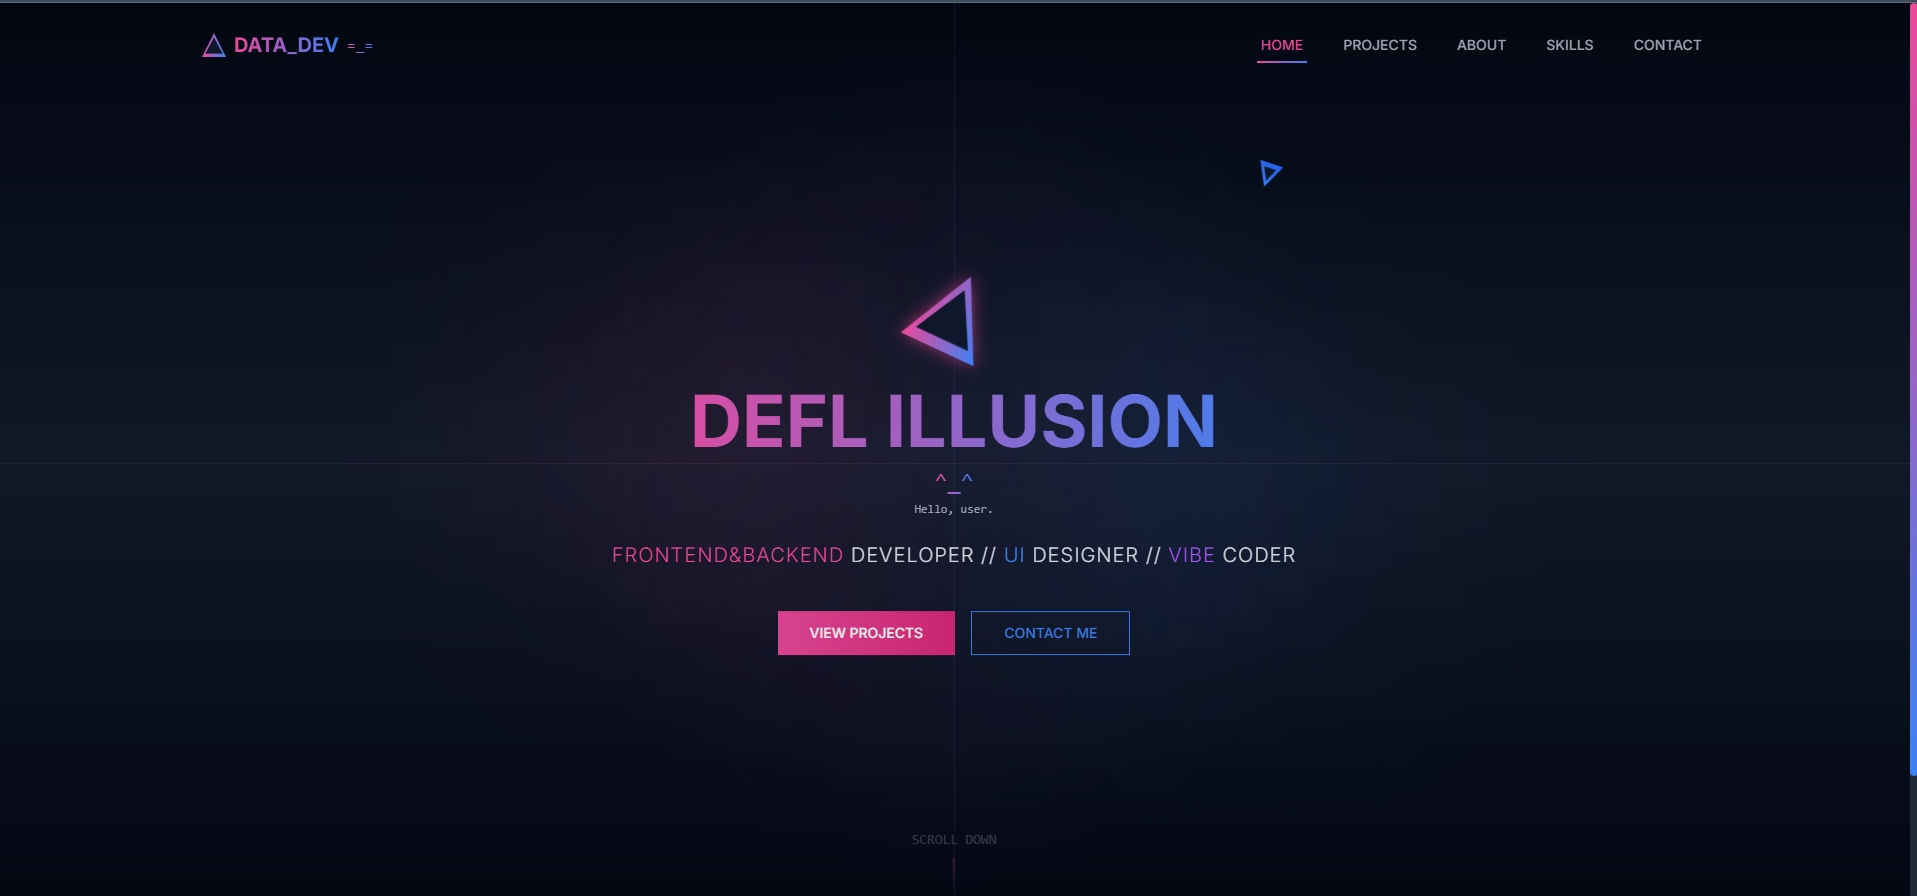 DATA_DEV =_=
HOME PROJECTS ABOUT SKILLS CONTACT
DEFL ILLUSION
^_^
Hello, user.
FRONTEND&BACKEND DEVELOPER // UI DESIGNER // VIBE CODER
VIEW PROJECTS CONTACT ME
SCROLL DOWN